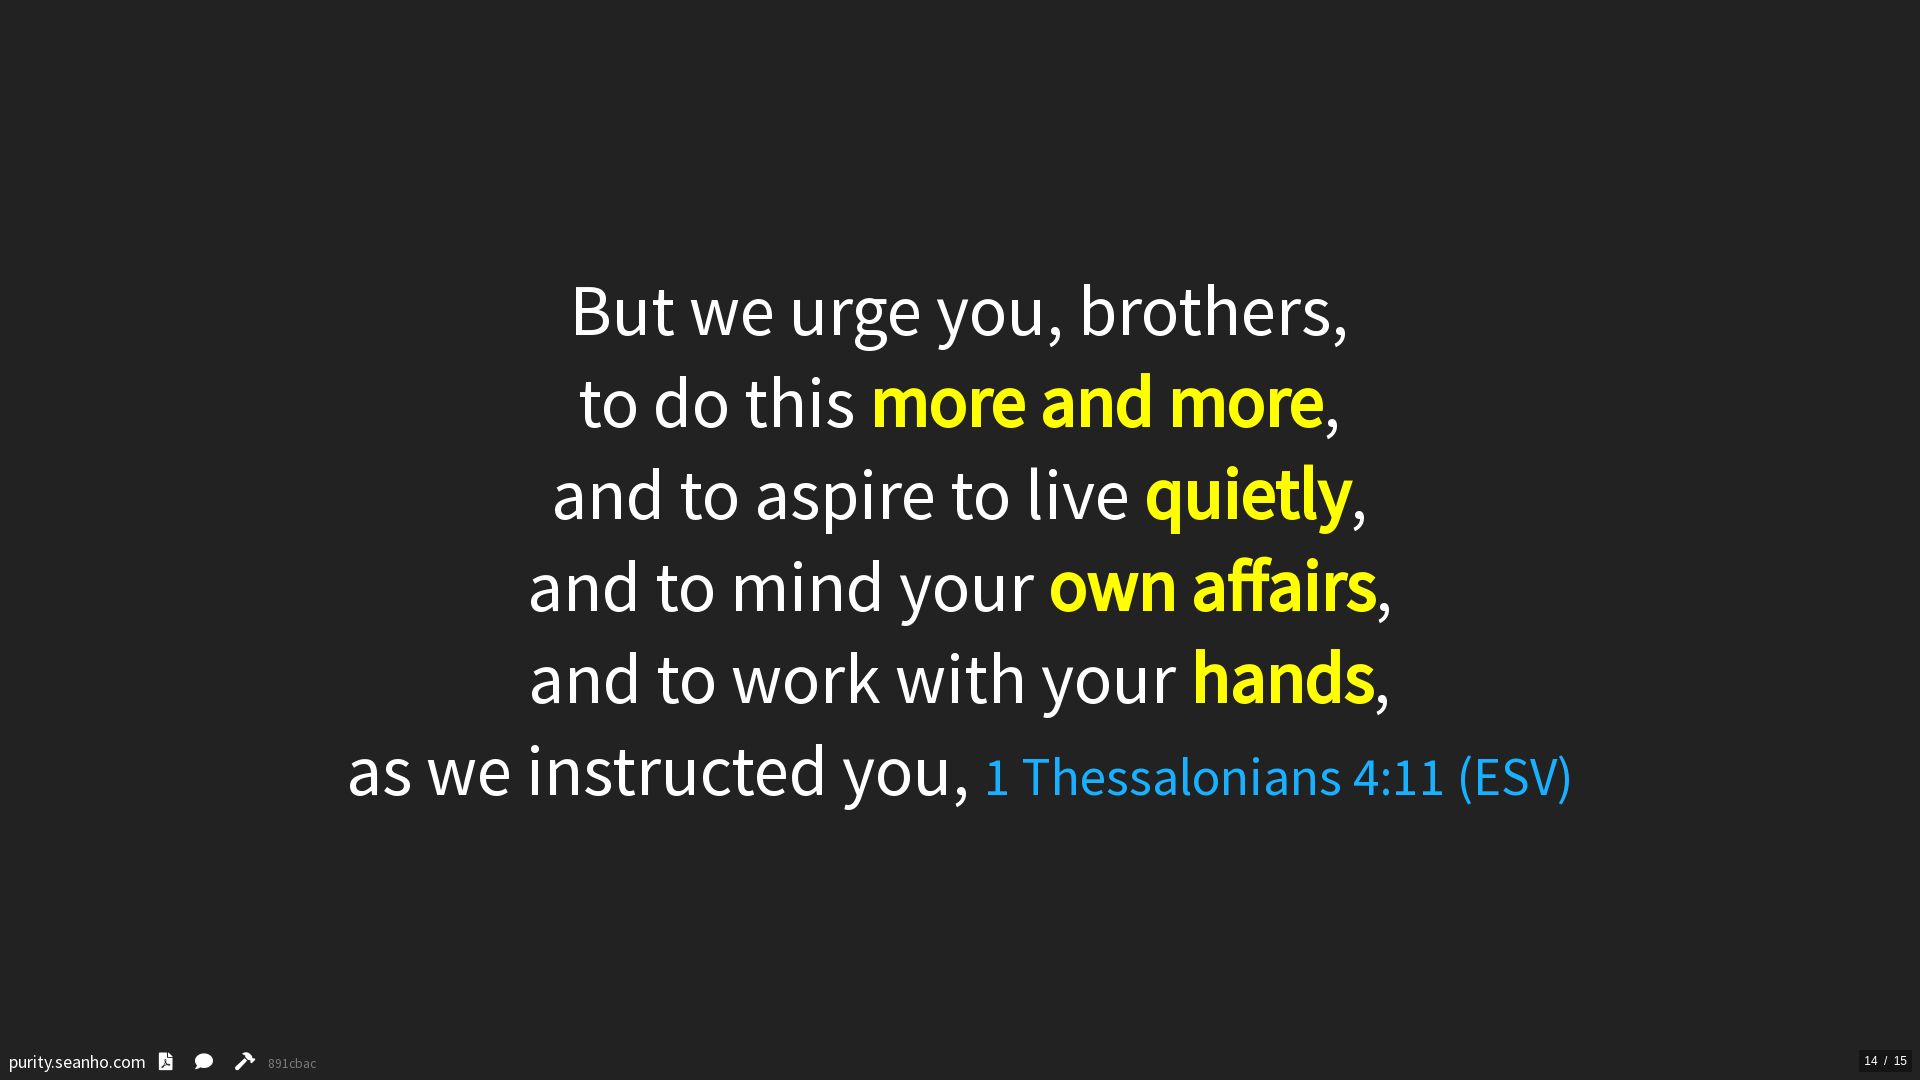 But we urge you, brothers,
to do this more and more,
and to aspire to live quietly,
and to mind your own affairs,
and to work with your hands,
as we instructed you, 1 Thessalonians 4:11 (ESV)
purity.seanho.com 891cbac
14 / 15